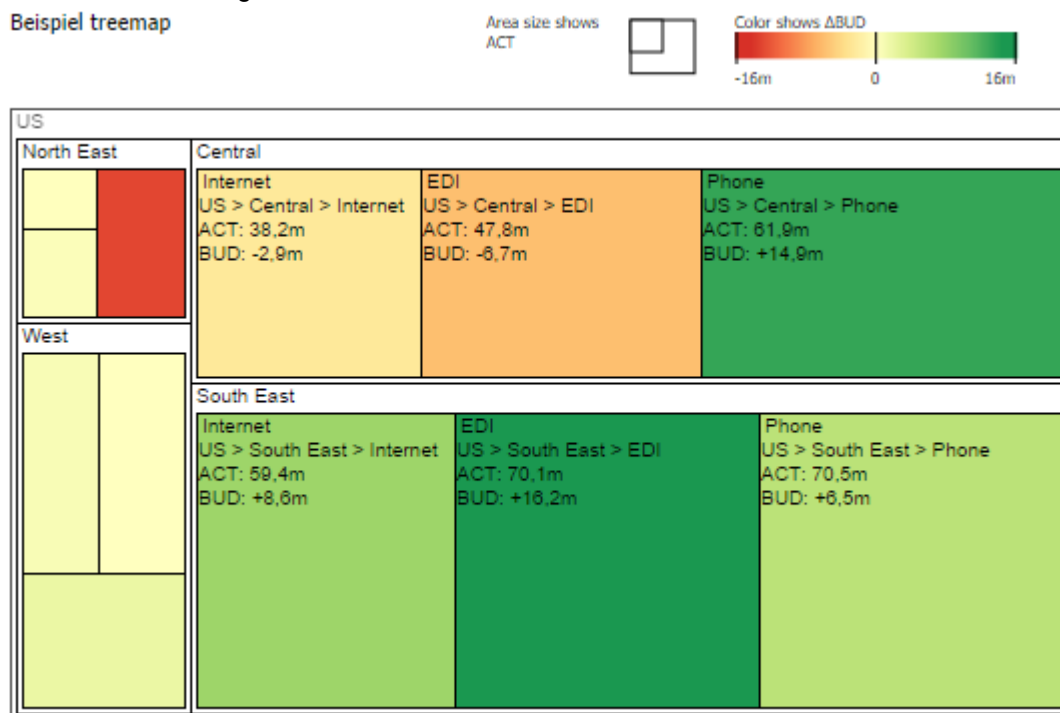 Beispiel treemap
Area size shows
ACT
Color shows ΔBUD
-16m 0 16m
US
North East
Central
Internet
US > Central > Internet
ACT: 38,2m
BUD: -2,9m
EDI
US > Central > EDI
ACT: 47,8m
BUD: -6,7m
Phone
US > Central > Phone
ACT: 61,9m
BUD: +14,9m
West
South East
Internet
US > South East > Internet
ACT: 59,4m
BUD: +8,6m
EDI
US > South East > EDI
ACT: 70,1m
BUD: +16,2m
Phone
US > South East > Phone
ACT: 70,5m
BUD: +6,5m